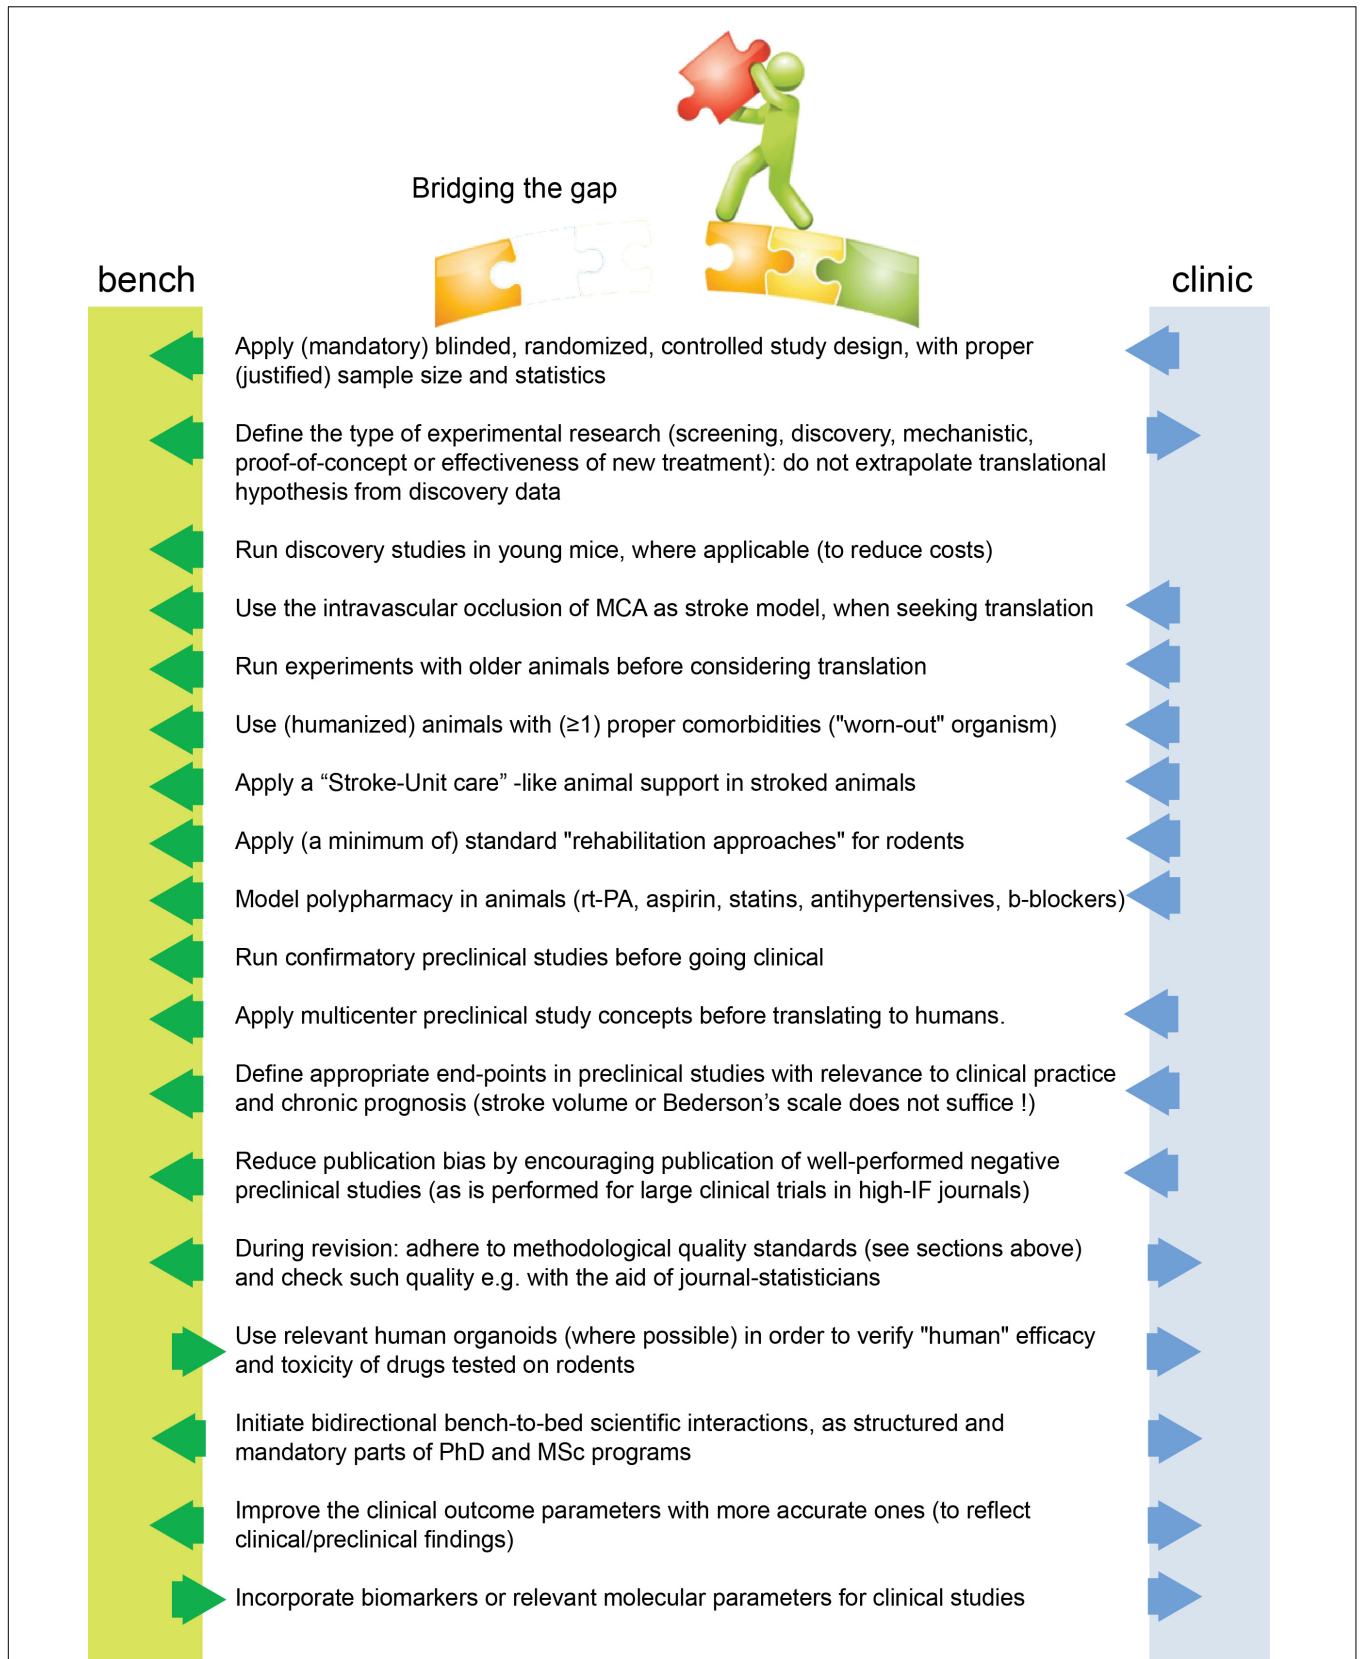 Bridging the gap
bench
clinic
Apply (mandatory) blinded, randomized, controlled study design, with proper
(justified) sample size and statistics
Define the type of experimental research (screening, discovery, mechanistic,
proof-of-concept or effectiveness of new treatment): do not extrapolate translational
hypothesis from discovery data
Run discovery studies in young mice, where applicable (to reduce costs)
Use the intravascular occlusion of MCA as stroke model, when seeking translation
Run experiments with older animals before considering translation
Use (humanized) animals with (≥1) proper comorbidities ("worn-out" organism)
Apply a “Stroke-Unit care” -like animal support in stroked animals
Apply (a minimum of) standard "rehabilitation approaches" for rodents
Model polypharmacy in animals (rt-PA, aspirin, statins, antihypertensives, b-blockers)
Run confirmatory preclinical studies before going clinical
Apply multicenter preclinical study concepts before translating to humans.
Define appropriate end-points in preclinical studies with relevance to clinical practice
and chronic prognosis (stroke volume or Bederson’s scale does not suffice !)
Reduce publication bias by encouraging publication of well-performed negative
preclinical studies (as is performed for large clinical trials in high-IF journals)
During revision: adhere to methodological quality standards (see sections above)
and check such quality e.g. with the aid of journal-statisticians
Use relevant human organoids (where possible) in order to verify "human" efficacy
and toxicity of drugs tested on rodents
Initiate bidirectional bench-to-bed scientific interactions, as structured and
mandatory parts of PhD and MSc programs
Improve the clinical outcome parameters with more accurate ones (to reflect
clinical/preclinical findings)
Incorporate biomarkers or relevant molecular parameters for clinical studies